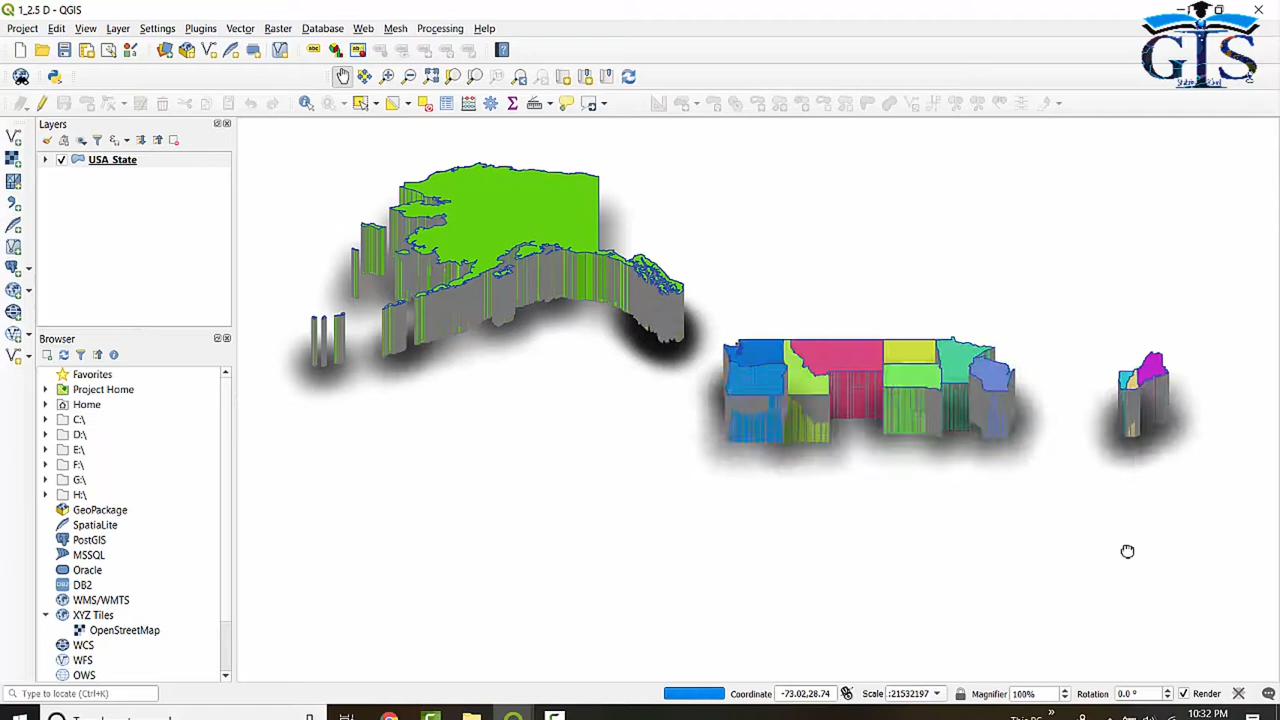 1_2.5 D - QGIS
Project Edit View Layer Settings Plugins Vector Raster Database Web Mesh Processing Help
GIS
Layers
USA State
Browser
Favorites
Project Home
Home
C:\
D:\
E:\
F:\
G:\
H:\
GeoPackage
SpatiaLite
PostGIS
MSSQL
Oracle
DB2
WMS/WMTS
XYZ Tiles
OpenStreetMap
WCS
WFS
OWS
Type to locate (Ctrl+K)
Coordinate -73.02,28.74 Scale :21532197 Magnifier 100% Rotation 0.0 ° Render
10:32 PM